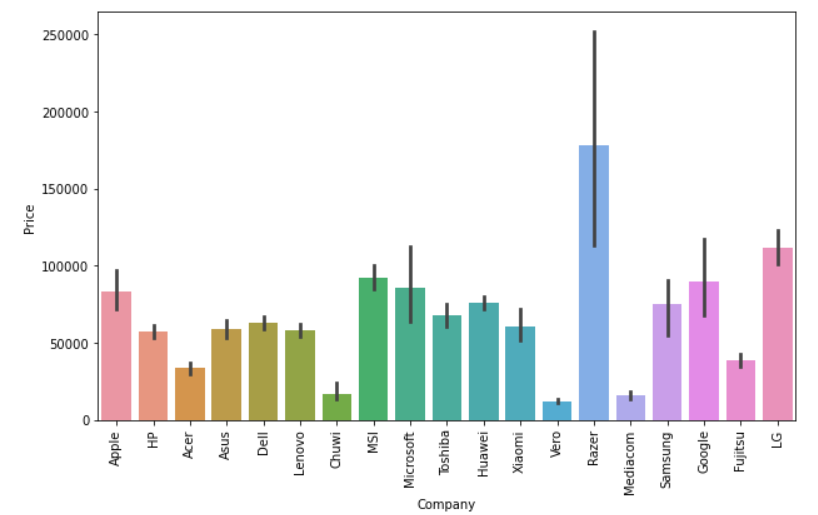 250000
200000
150000
100000
50000
0
Price
Apple
HP
Acer
Asus
Dell
Lenovo
Chuwi
MSI
Microsoft
Toshiba
Huawei
Xiaomi
Vero
Razer
Mediacom
Samsung
Google
Fujitsu
LG
Company